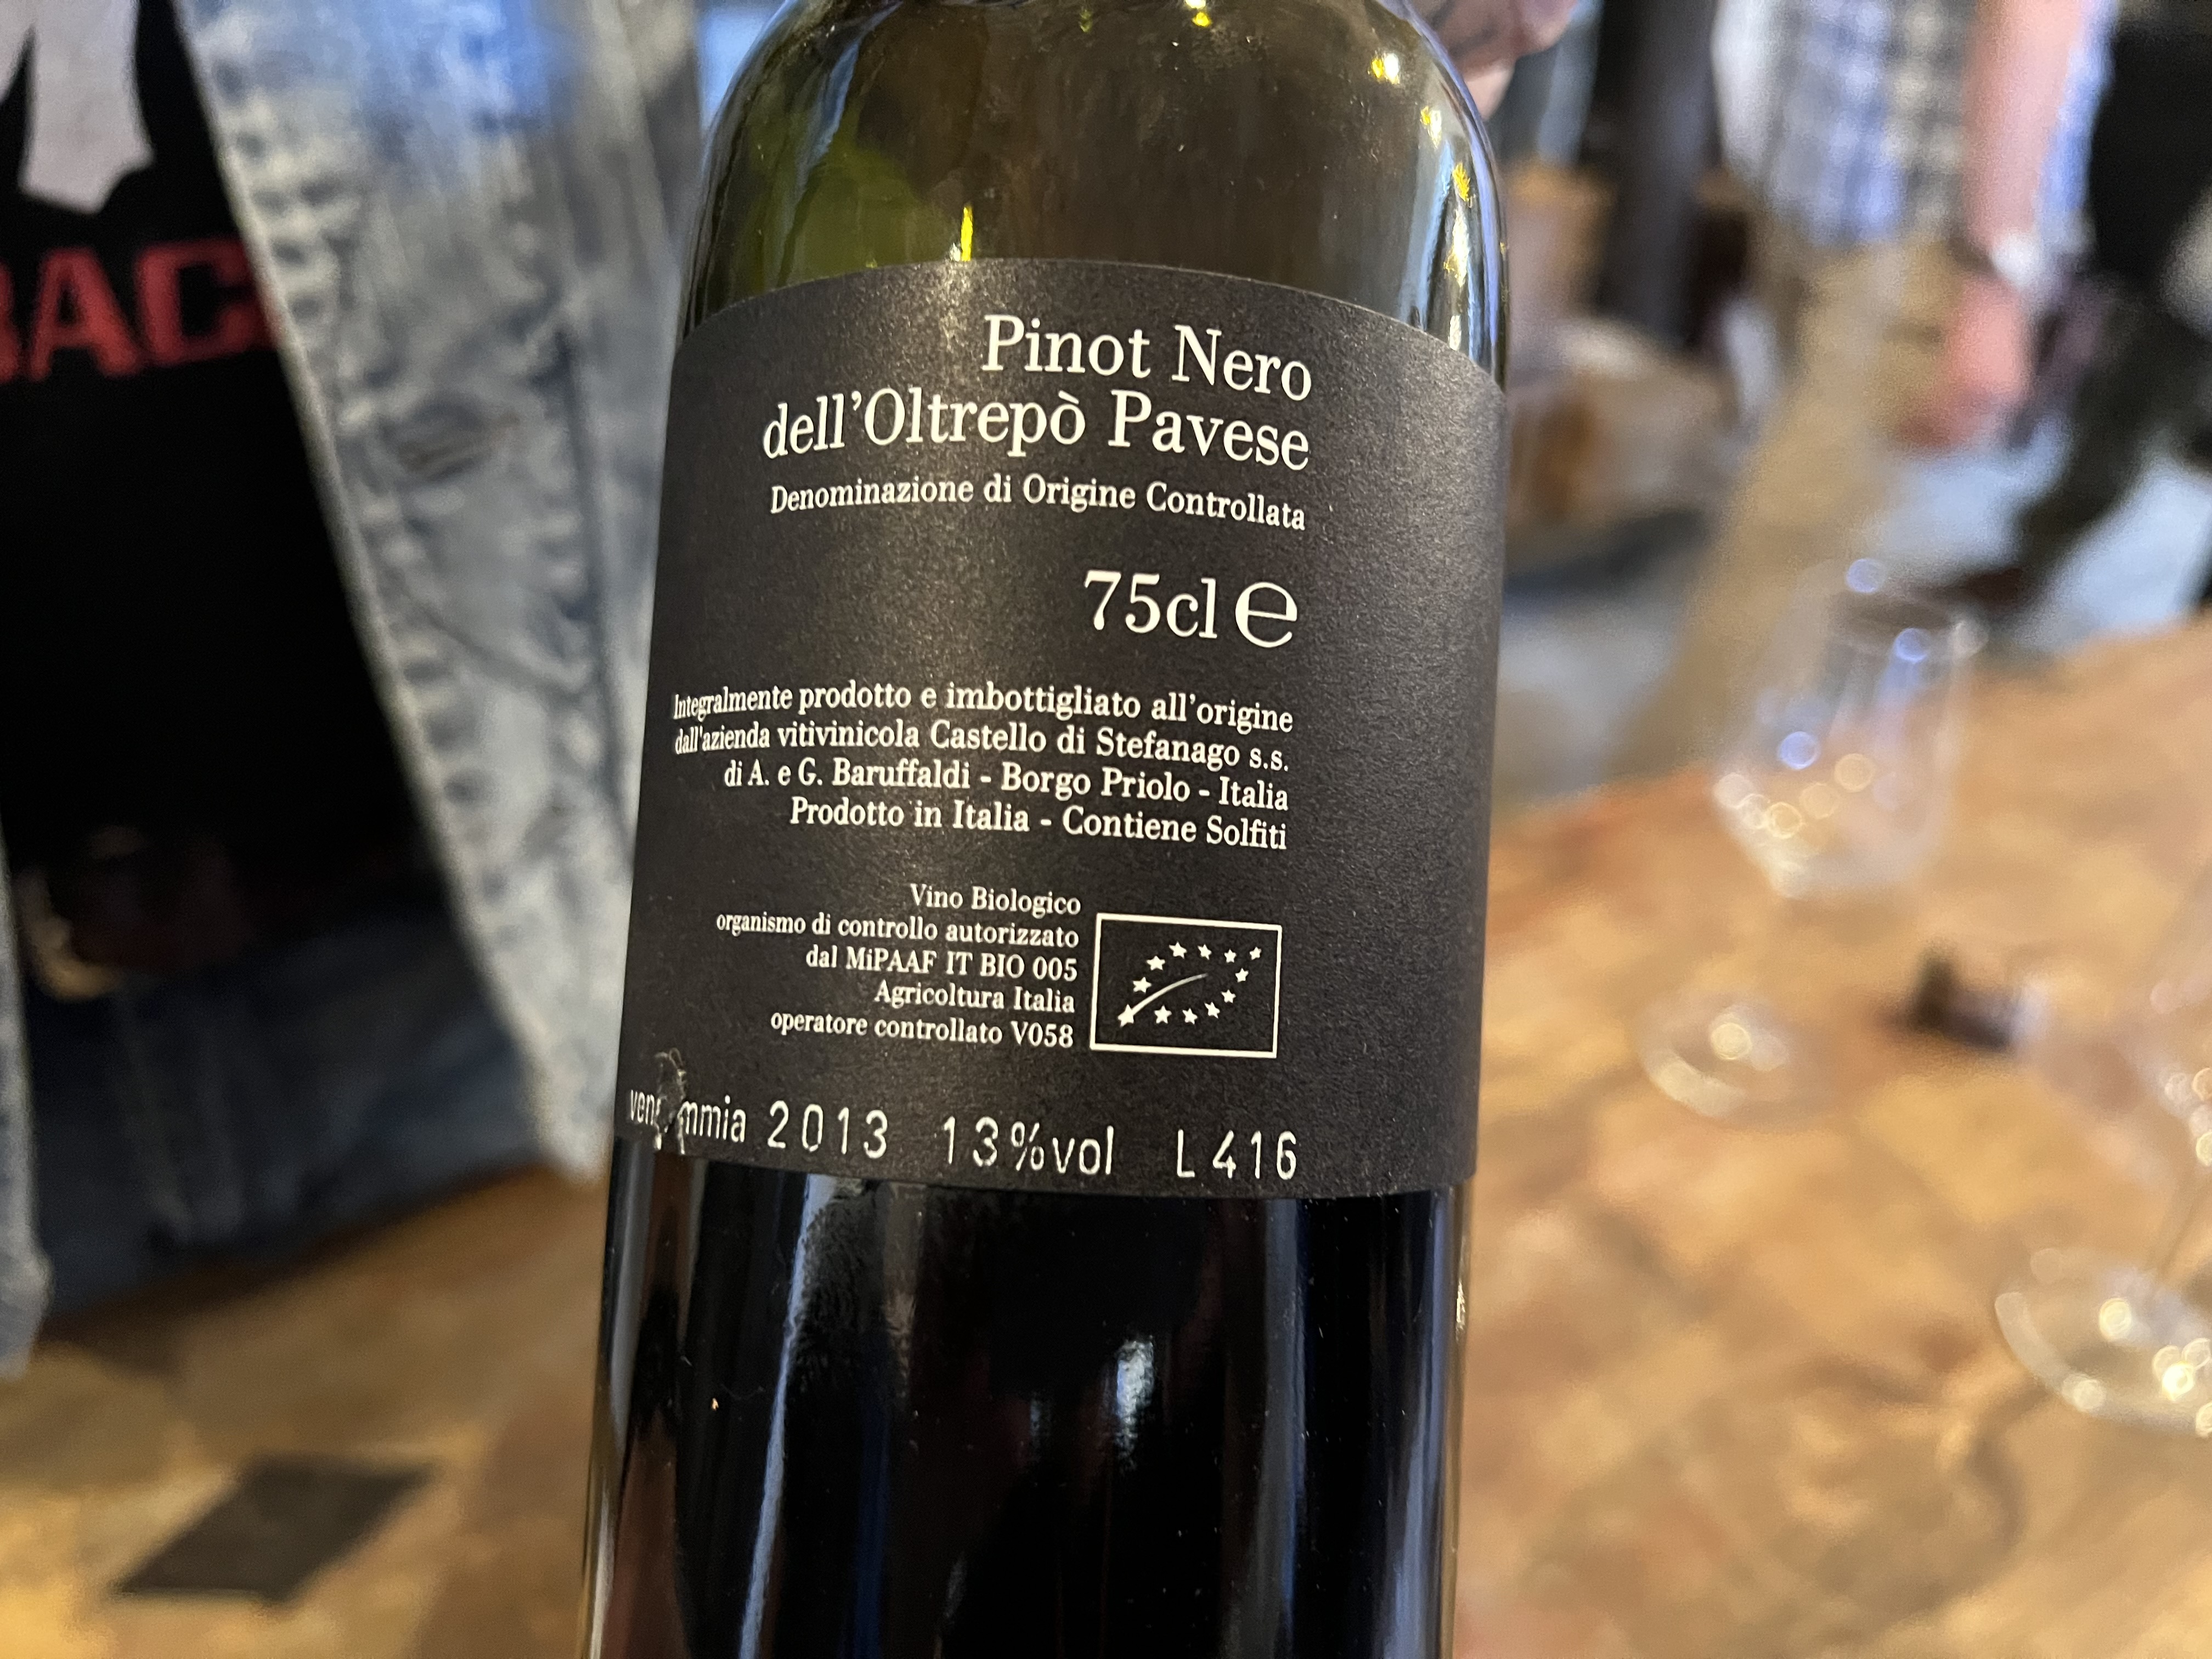 Pinot Nero
dell'Oltrepò Pavese
Denominazione di Origine Controllata
75cl e
Integralmente prodotto e imbottigliato all'origine
dall'azienda vitivinicola Castello di Stefanago s.s.
di A. e G. Baruffaldi - Borgo Priolo - Italia
Prodotto in Italia - Contiene Solfiti
Vino Biologico
organismo di controllo autorizzato
dal MiPAAF IT BIO 005
Agricoltura Italia
operatore controllato V058
2013 13%vol L416